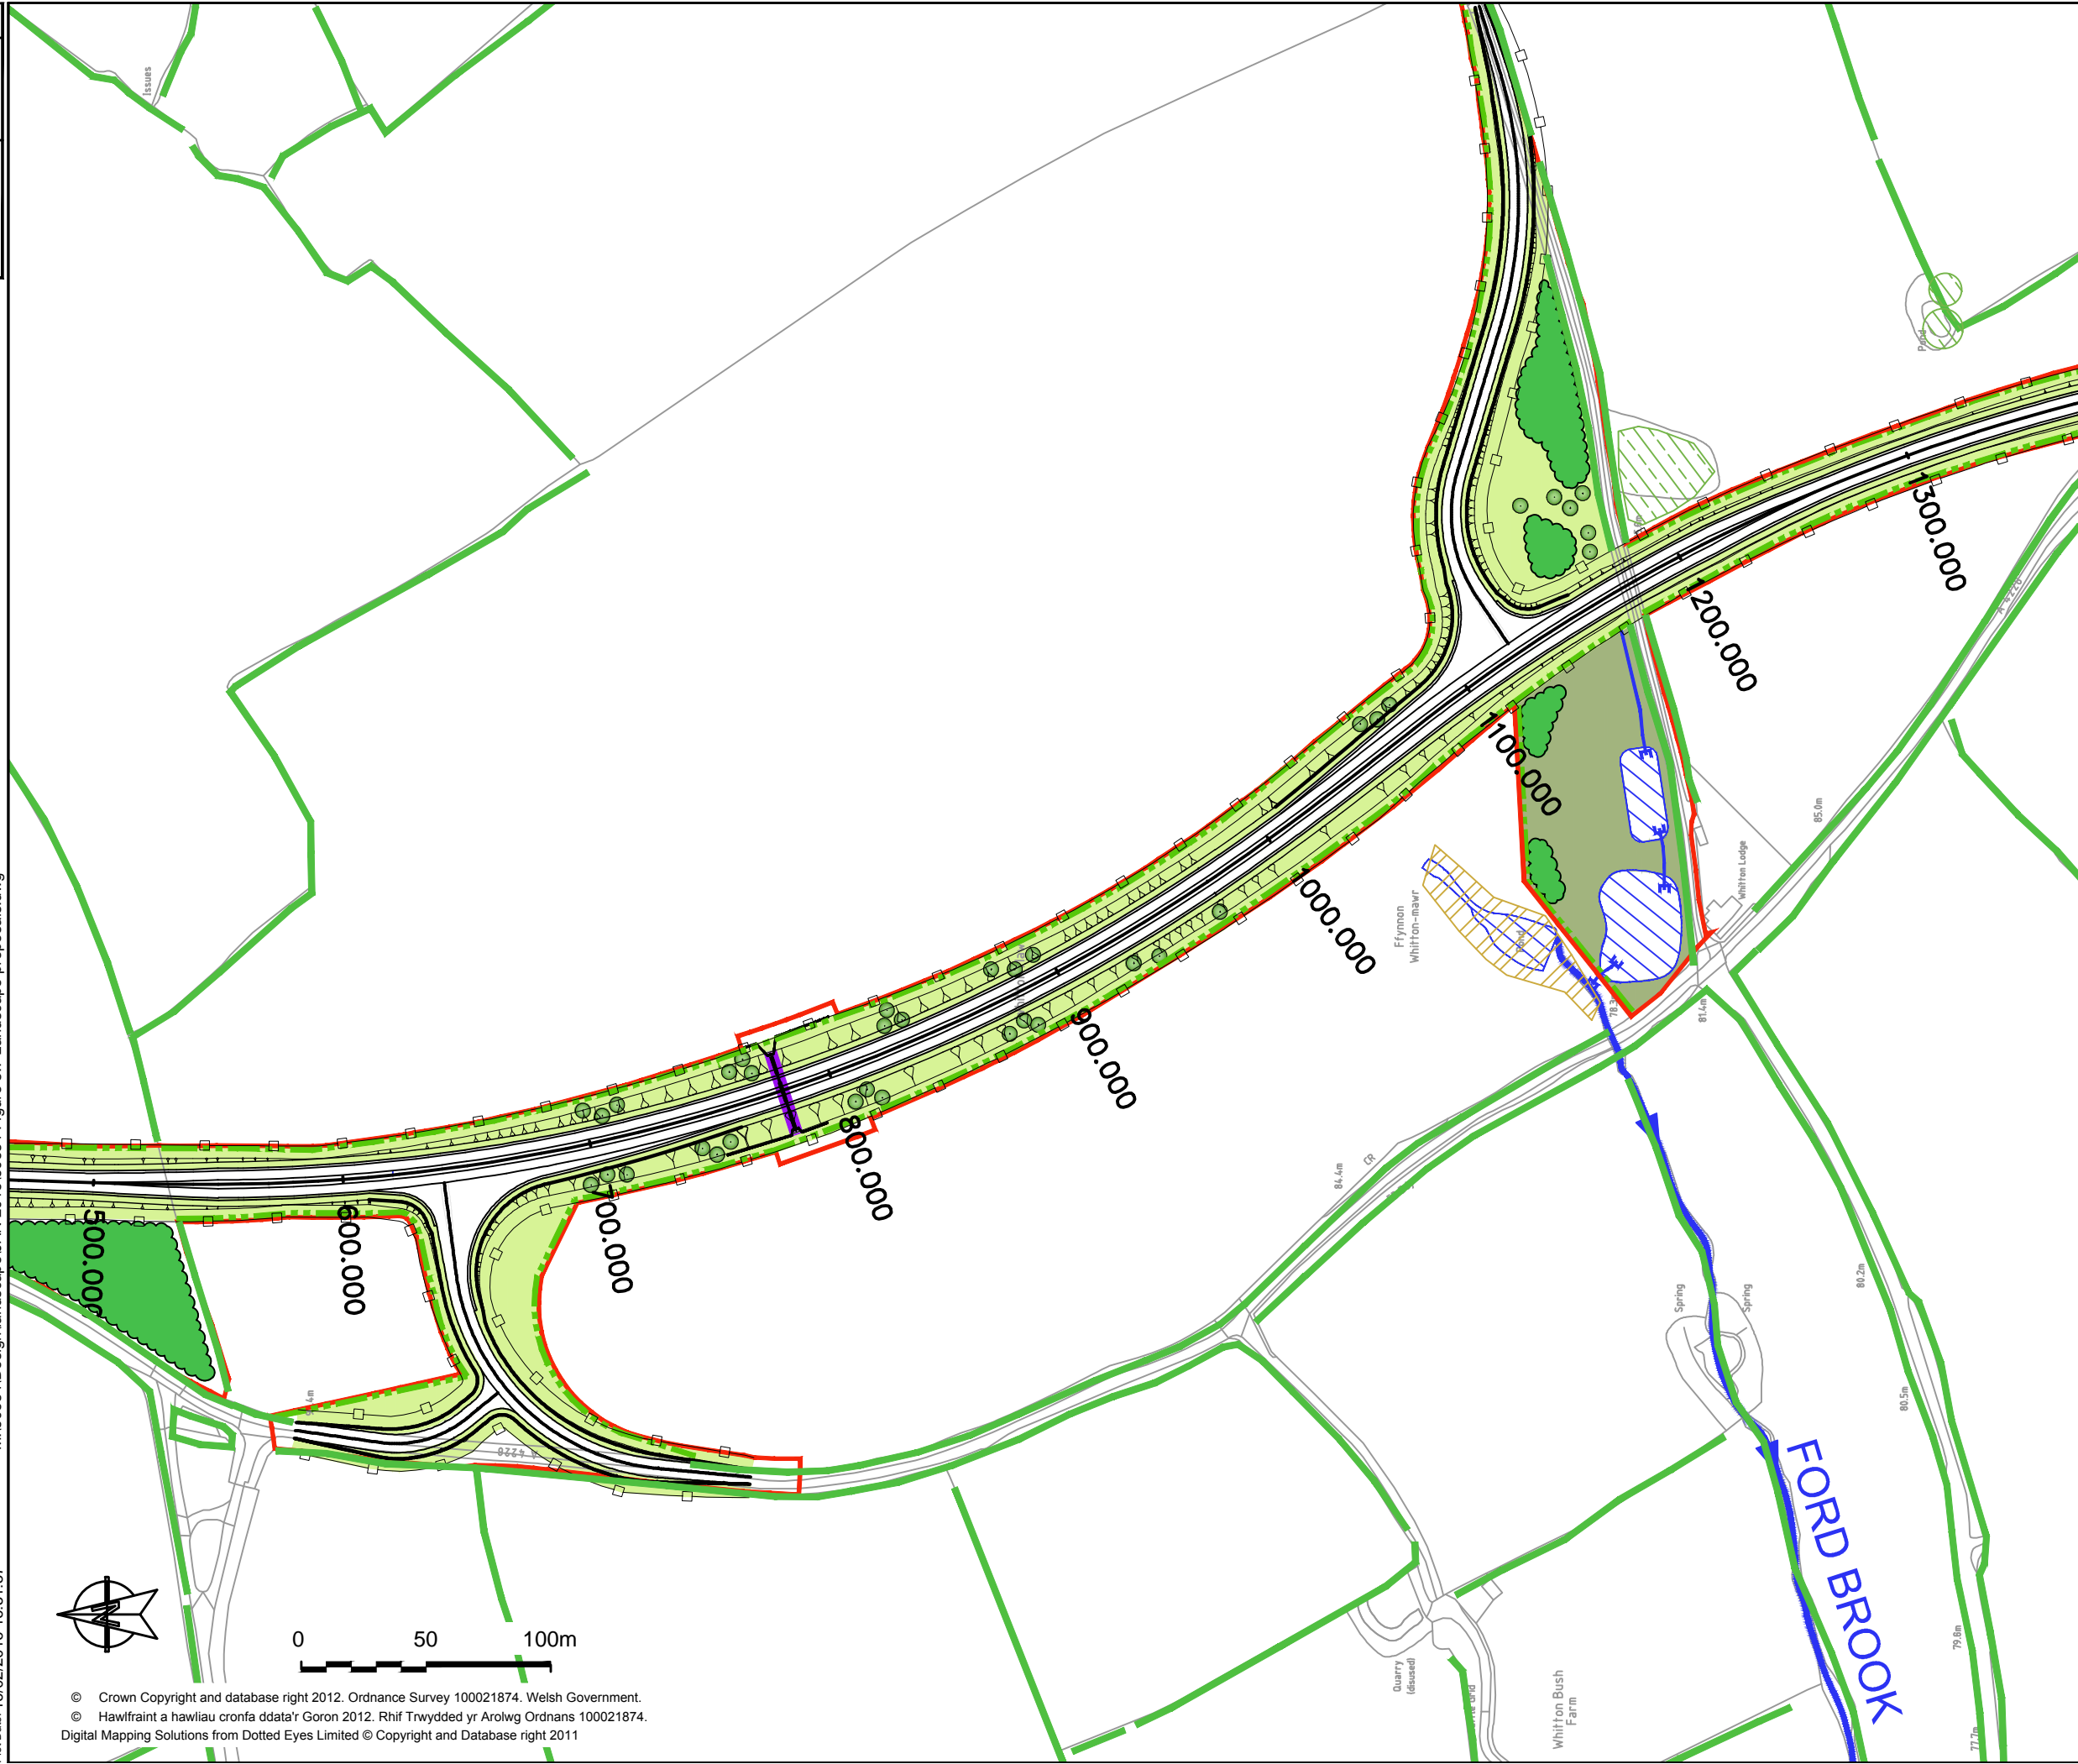 Issues
Pond
1300.000
A 4226
1200.000
1100.000
85.0m
Whitton Lodge
Ffynnon
Whitton-mawr
Pond
1000.000
81.4m
900.000
800.000
84.4m
CR
700.000
600.000
500.000
Spring
Spring
80.2m
80.5m
A 4226
FORD BROOK
N
0 50 100m
79.8m
Quarry
(disused)
Whitton Bush
Farm
77.7m
© Crown Copyright and database right 2012. Ordnance Survey 100021874. Welsh Government.
© Hawlfraint a hawliau cronfa ddata'r Goron 2012. Rhif Trwydded yr Arolwg Ordnans 100021874.
Digital Mapping Solutions from Dotted Eyes Limited © Copyright and Database right 2011